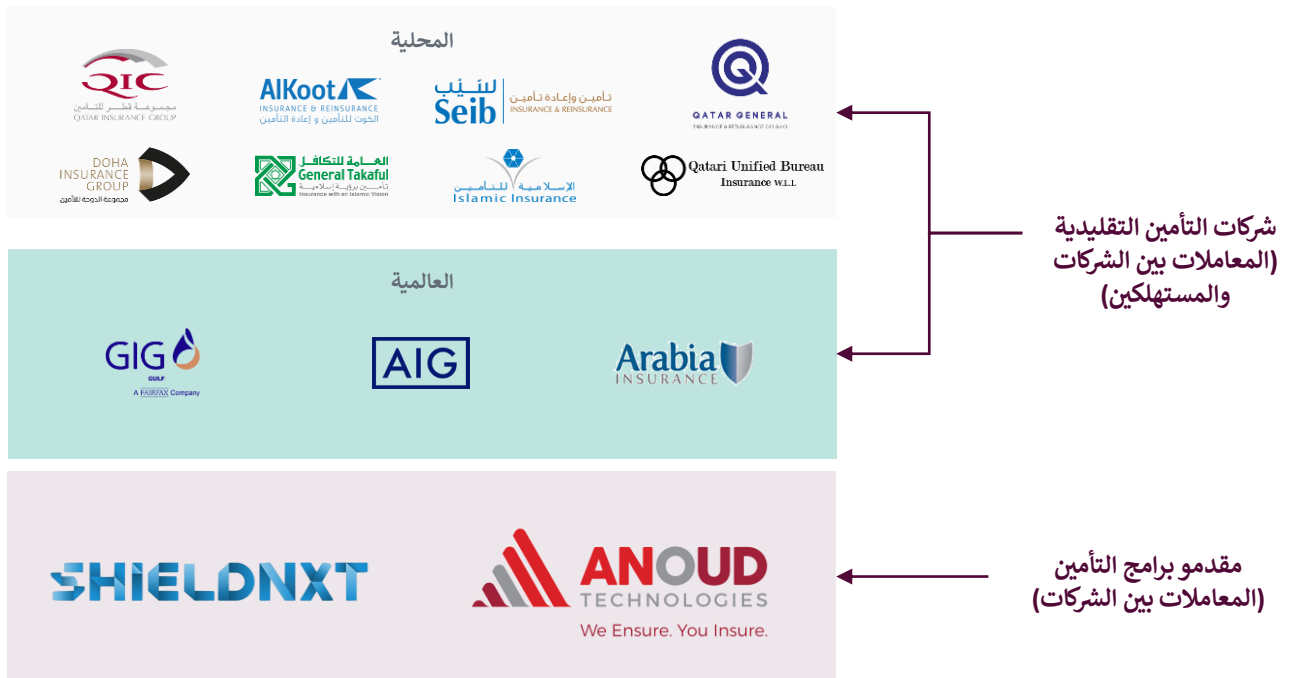 المحلية
QIC
مجموعة قطر للتأمين
QATAR INSURANCE GROUP
AlKoot
INSURANCE & REINSURANCE
الكوت للتأمين و إعادة التأمين
لسَيْب
Seib
تأمين وإعادة تأمين
INSURANCE & REINSURANCE
QATAR GENERAL
DOHA
INSURANCE
GROUP
مجموعة الدوحة للتأمين
العامة للتكافل
General Takaful
تأمين برؤية إسلامية
Insurance with an Islamic Vision
الإسلامية للتأمين
Islamic Insurance
Qatari Unified Bureau
Insurance W.L.L
شركات التأمين التقليدية
(المعاملات بين الشركات
والمستهلكين)
العالمية
GIG
GULF
A FAIRFAX Company
AIG
Arabia
INSURANCE
SHIELDNXT
ANOUD
TECHNOLOGIES
We Ensure. You Insure.
مقدمو برامج التأمين
(المعاملات بين الشركات)